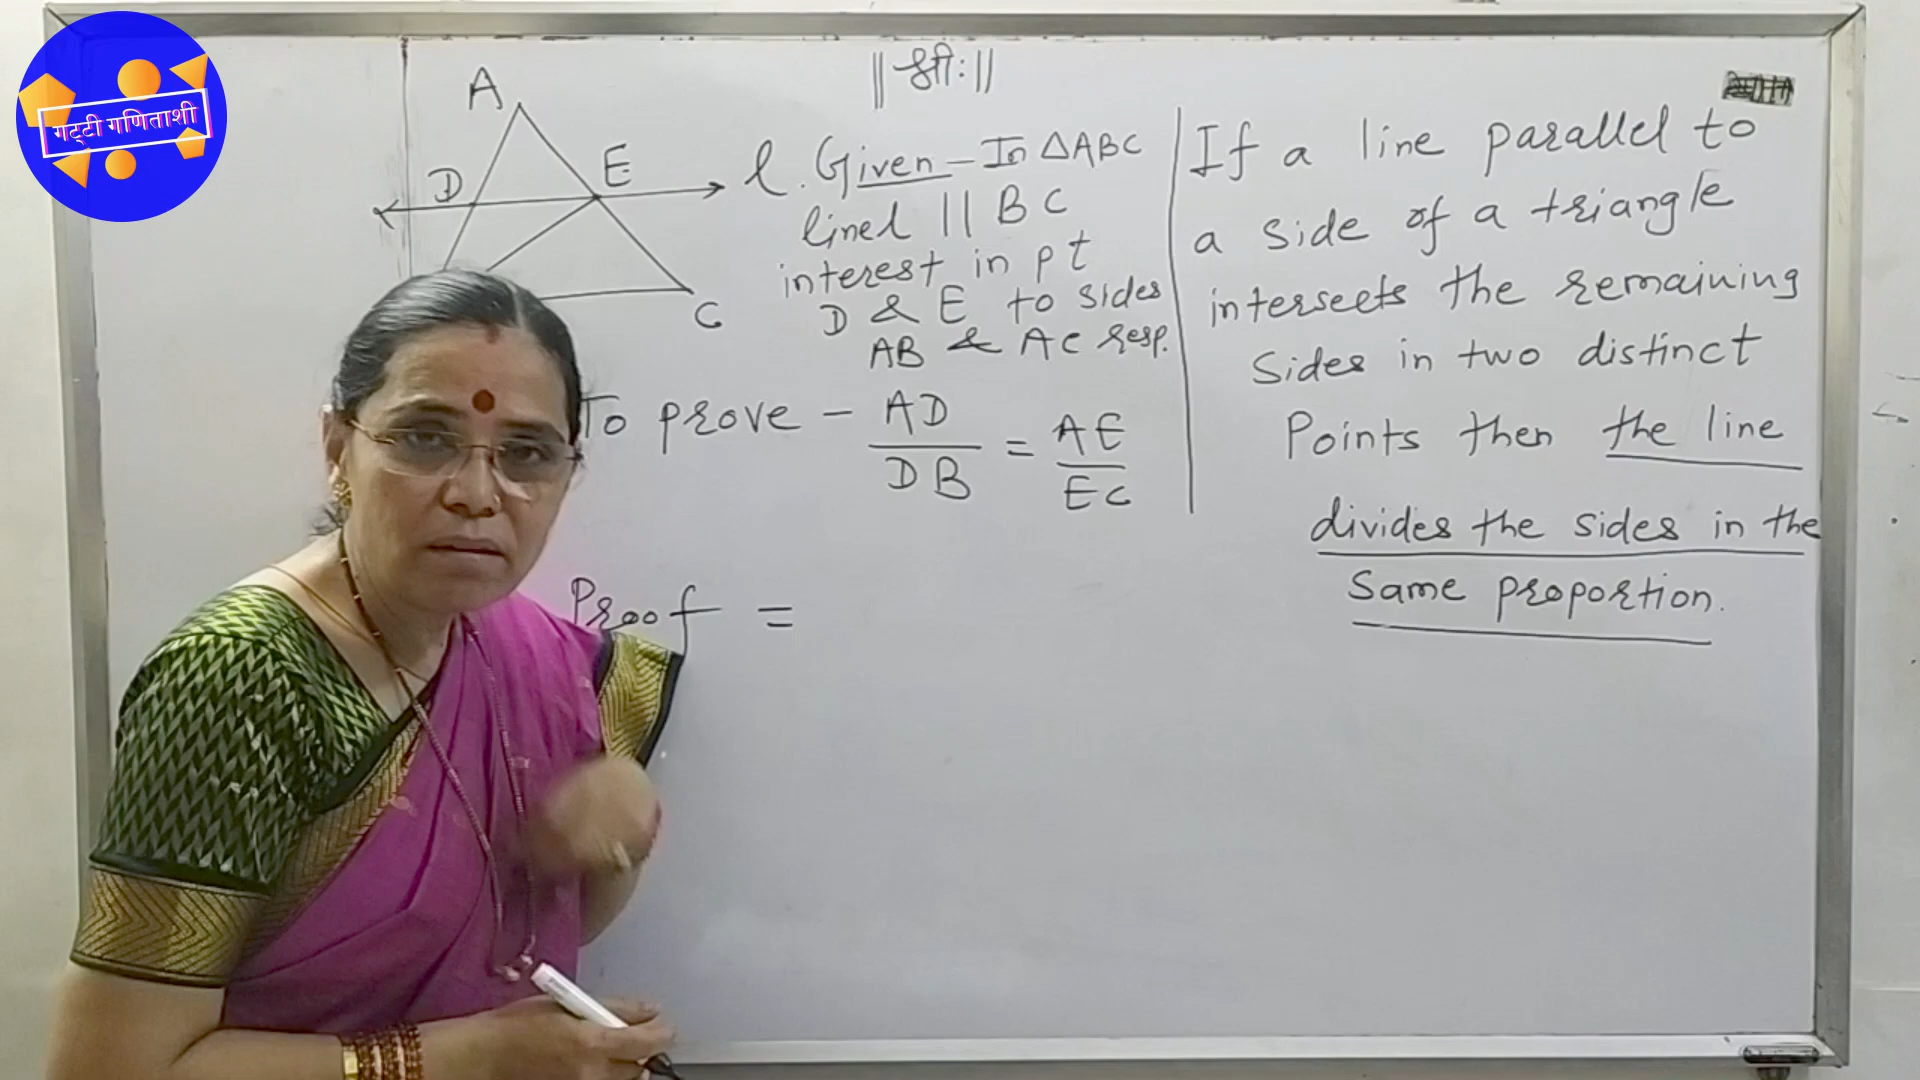 गट्टी गणिताशी
|| श्री: ||
A
D
E
l.
C
Given - In △ABC
line l || BC
interest in pt
D & E to sides
AB & AC resp.
To prove - AD/DB = AE/EC
Proof =
If a line parallel to
a side of a triangle
intersects the remaining
Sides in two distinct
Points then the line
divides the sides in the
Same proportion.